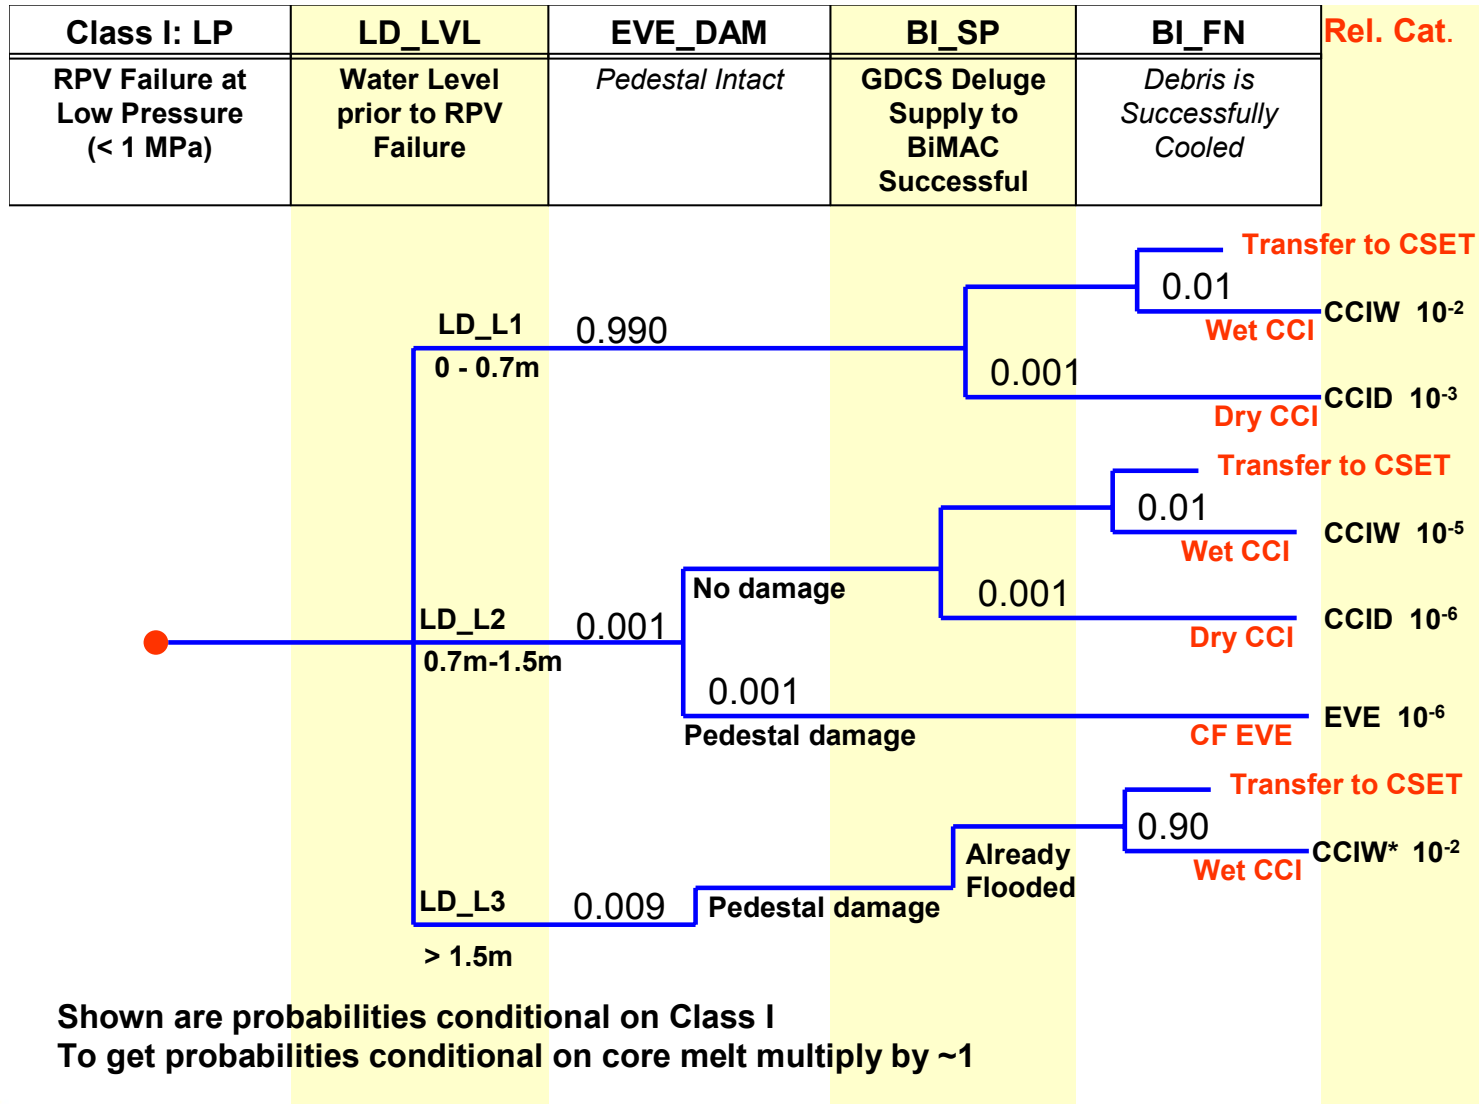 Class I: LP
LD_LVL
EVE_DAM
BI_SP
BI_FN
Rel. Cat.
RPV Failure at
Low Pressure
(< 1 MPa)
Water Level
prior to RPV
Failure
Pedestal Intact
GDCS Deluge
Supply to
BiMAC
Successful
Debris is
Successfully
Cooled
Transfer to CSET
0.01
CCIW 10⁻²
Wet CCI
LD_L1
0.990
0 - 0.7m
0.001
CCID 10⁻³
Dry CCI
Transfer to CSET
0.01
CCIW 10⁻⁵
Wet CCI
No damage
0.001
LD_L2
0.001
CCID 10⁻⁶
Dry CCI
0.7m-1.5m
0.001
EVE 10⁻⁶
Pedestal damage
CF EVE
Transfer to CSET
0.90
Already
Flooded
CCIW* 10⁻²
Wet CCI
LD_L3
0.009
Pedestal damage
> 1.5m
Shown are probabilities conditional on Class I
To get probabilities conditional on core melt multiply by ~1